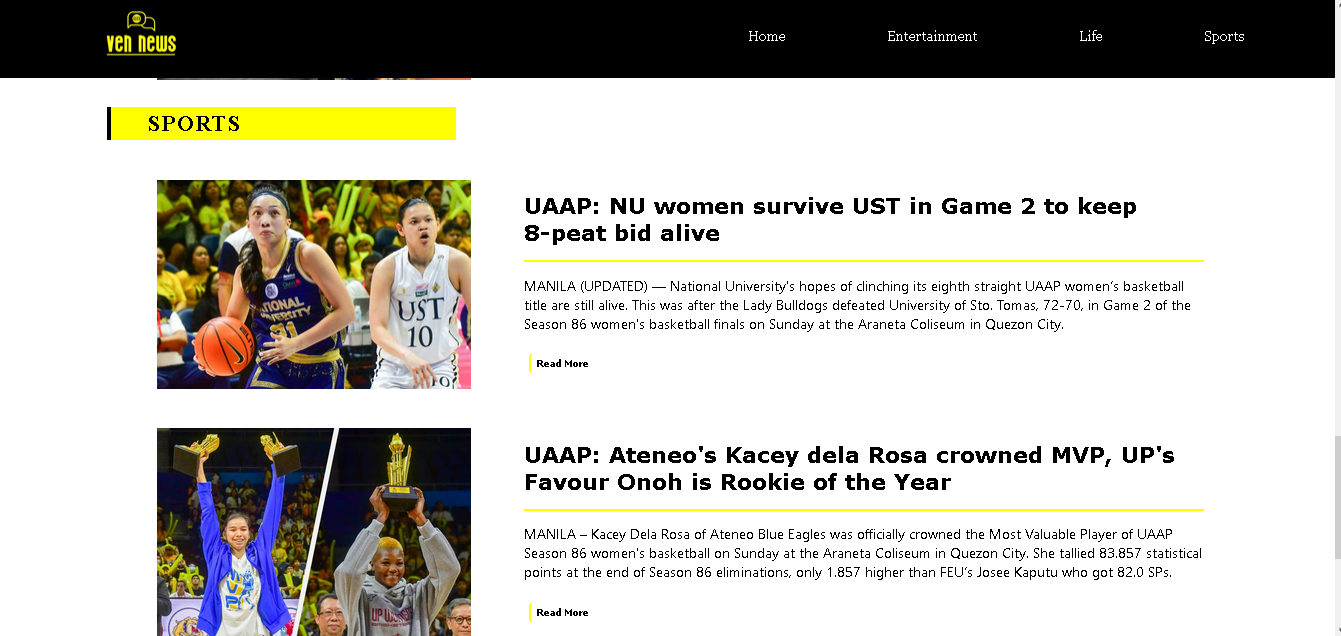 ven news
Home
Entertainment
Life
Sports
SPORTS
NATIONAL
UNIVERSITY
UST
10
UAAP: NU women survive UST in Game 2 to keep
8-peat bid alive
MANILA (UPDATED) — National University's hopes of clinching its eighth straight UAAP women’s basketball
title are still alive. This was after the Lady Bulldogs defeated University of Sto. Tomas, 72-70, in Game 2 of the
Season 86 women's basketball finals on Sunday at the Araneta Coliseum in Quezon City.
Read More
UAAP: Ateneo's Kacey dela Rosa crowned MVP, UP's
Favour Onoh is Rookie of the Year
MANILA – Kacey Dela Rosa of Ateneo Blue Eagles was officially crowned the Most Valuable Player of UAAP
Season 86 women's basketball on Sunday at the Araneta Coliseum in Quezon City. She tallied 83.857 statistical
points at the end of Season 86 eliminations, only 1.857 higher than FEU’s Josee Kaputu who got 82.0 SPs.
Read More